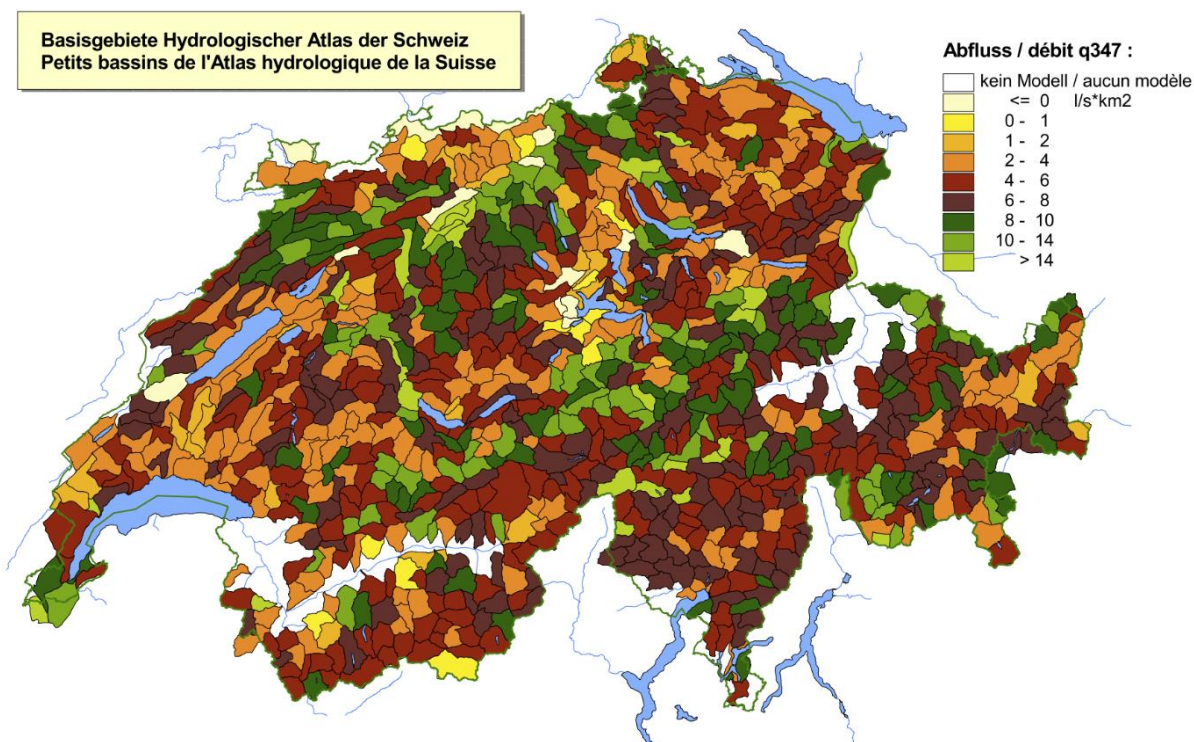 Basisgebiete Hydrologischer Atlas der Schweiz
Petits bassins de l'Atlas hydrologique de la Suisse
Abfluss / débit q347 :
kein Modell / aucun modèle
<= 0 l/s*km2
0 - 1
1 - 2
2 - 4
4 - 6
6 - 8
8 - 10
10 - 14
> 14